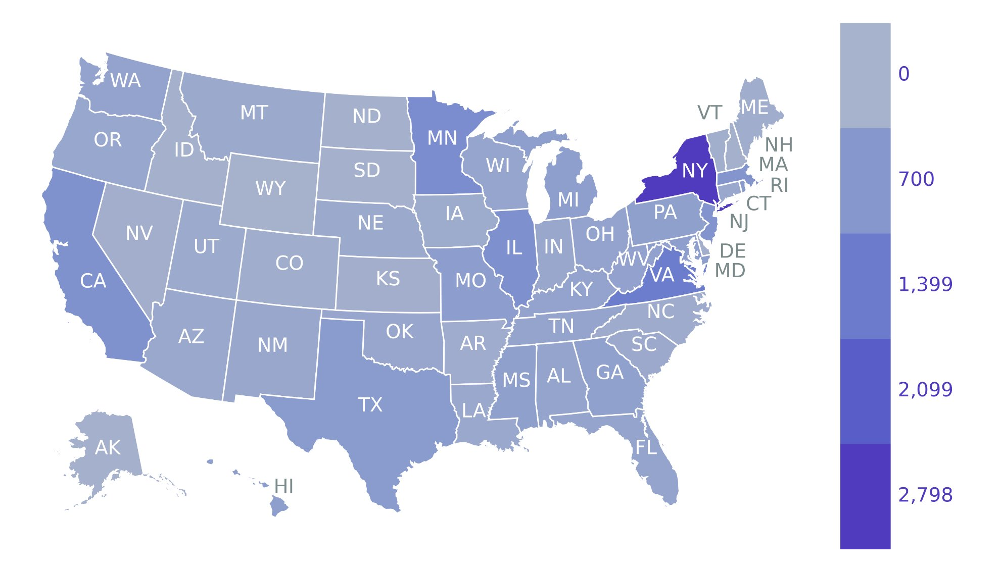 WA
MT
ND
MN
ME
VT
OR
ID
SD
WI
NH
MA
RI
NY
WY
MI
CT
IA
PA
NJ
NV
NE
UT
OH
IL
IN
DE
CO
WV
MD
CA
KS
MO
VA
KY
NC
TN
AZ
NM
OK
AR
SC
MS
AL
GA
TX
LA
AK
FL
HI
0
700
1,399
2,099
2,798